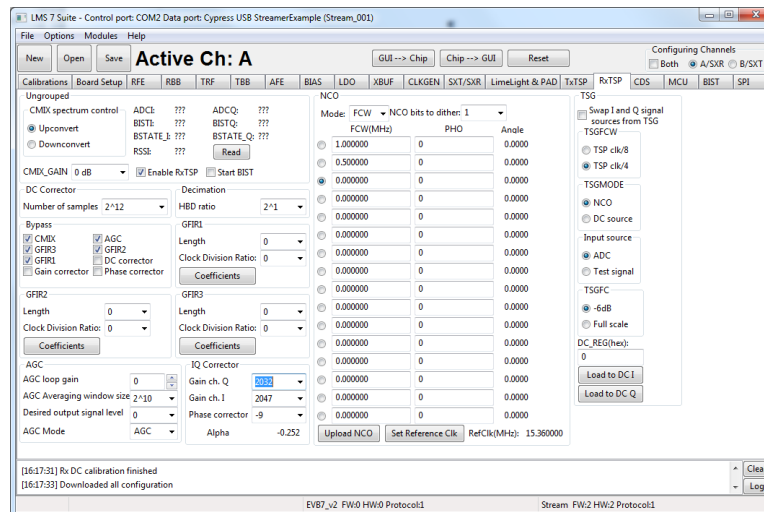 LMS 7 Suite - Control port: COM2 Data port: Cypress USB StreamerExample (Stream_001)
File Options Modules Help
New Open Save Active Ch: A GUI --> Chip Chip --> GUI Reset Configuring Channels
Both A/SXR B/SXT
Calibrations Board Setup RFE RBB TRF TBB AFE BIAS LDO XBUF CLKGEN SXT/SXR LimeLight & PAD TxTSP RxTSP CDS MCU BIST SPI
Ungrouped
CMIX spectrum control
Upconvert
Downconvert
ADCI: ??? ADCQ: ???
BISTI: ??? BISTQ: ???
BSTATE_I: ??? BSTATE_Q: ???
RSSI: ??? Read
CMIX_GAIN 0 dB Enable RxTSP Start BIST
DC Corrector
Number of samples 2^12
Decimation
HBD ratio 2^1
Bypass
CMIX AGC
GFIR3 GFIR2
GFIR1 DC corrector
Gain corrector Phase corrector
GFIR1
Length 0
Clock Division Ratio: 0
Coefficients
GFIR2
Length 0
Clock Division Ratio: 0
Coefficients
GFIR3
Length 0
Clock Division Ratio: 0
Coefficients
AGC
AGC loop gain 0
AGC Averaging window size 2^10
Desired output signal level 0
AGC Mode AGC
IQ Corrector
Gain ch. Q 2032
Gain ch. I 2047
Phase corrector -9
Alpha -0.252
NCO
Mode: FCW NCO bits to dither: 1
FCW(MHz) PHO Angle
1.000000 0 0.0000
0.500000 0 0.0000
0.000000 0 0.0000
0.000000 0 0.0000
0.000000 0 0.0000
0.000000 0 0.0000
0.000000 0 0.0000
0.000000 0 0.0000
0.000000 0 0.0000
0.000000 0 0.0000
0.000000 0 0.0000
0.000000 0 0.0000
0.000000 0 0.0000
0.000000 0 0.0000
0.000000 0 0.0000
0.000000 0 0.0000
Upload NCO Set Reference Clk RefClk(MHz): 15.360000
TSG
Swap I and Q signal
sources from TSG
TSGFCW
TSP clk/8
TSP clk/4
TSGMODE
NCO
DC source
Input source
ADC
Test signal
TSGFC
-6dB
Full scale
DC_REG(hex):
0
Load to DC I
Load to DC Q
[16:17:31] Rx DC calibration finished
[16:17:33] Downloaded all configuration
Clea
Log
EVB7_v2 FW:0 HW:0 Protocol:1 Stream FW:2 HW:2 Protocol:1